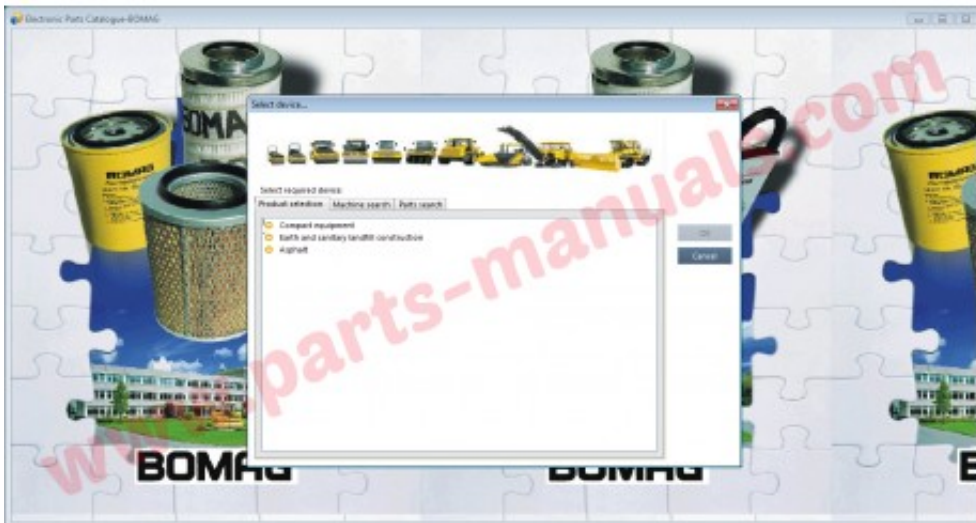 Electronic Parts Catalogue-BOMAG
Select device...
Select required device:
Product selection Machine search Parts search
Compact equipment
Earth and sanitary landfill construction
Asphalt
OK
Cancel
BOMAG
BOMAG
BOMAG
BOMAG
www.parts-manuals.com